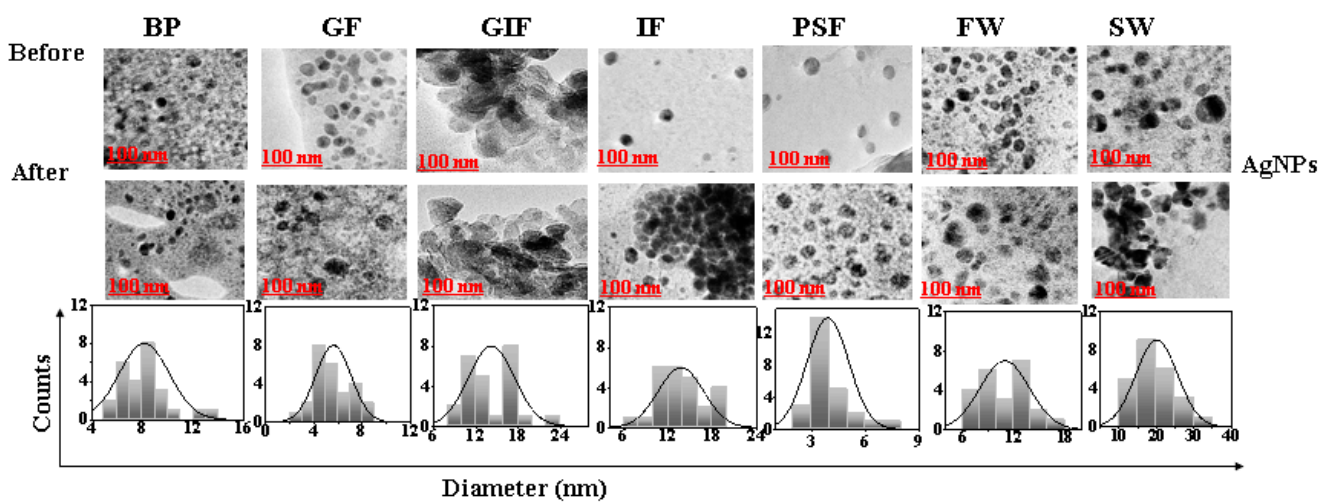 BP GF GIF IF PSF FW SW
Before
100 nm 100 nm 100 nm 100 nm 100 nm 100 nm 100 nm
After
AgNPs
100 nm 100 nm 100 nm 100 nm 100 nm 100 nm 100 nm
Counts
12 8 4 0 4 8 12 16
12 8 4 0 0 4 8 12
12 8 4 0 6 12 18 24
12 8 4 0 6 12 18 24
12 8 4 0 3 6 9
12 8 4 0 6 12 18
12 8 4 0 10 20 30 40
Diameter (nm)